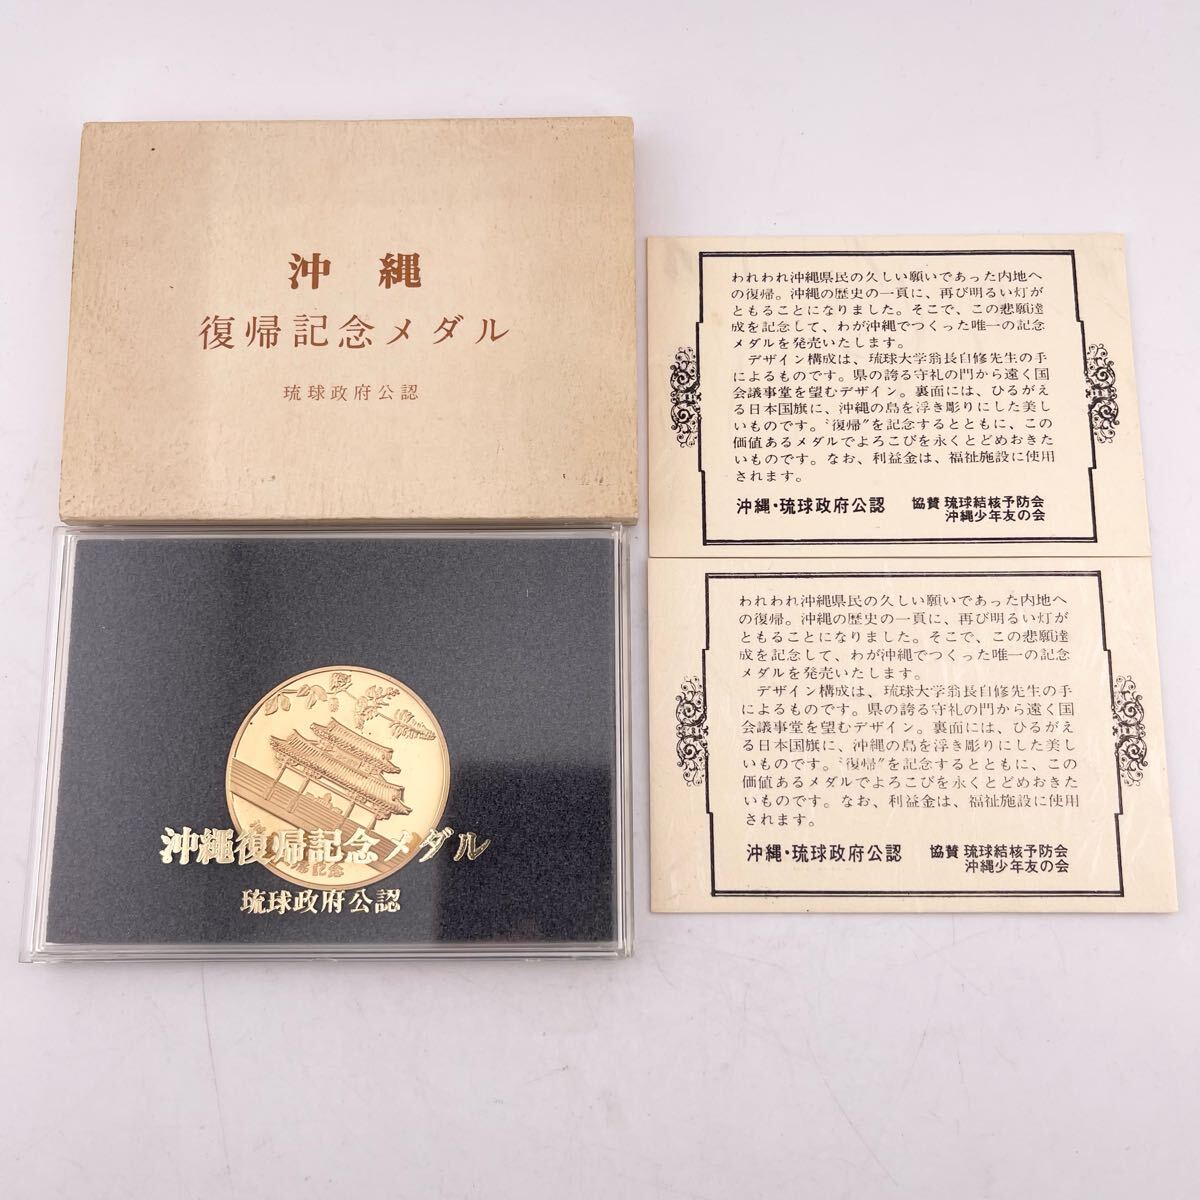 沖縄
復帰記念メダル
琉球政府公認
沖縄復帰記念メダル
琉球政府公認
われわれ沖縄県民の久しい願いであった内地へ
の復帰。沖縄の歴史の一頁に、再び明るい灯が
ともることになりました。そこで、この悲願達
成を記念して、わが沖縄でつくった唯一の記念
メダルを発売いたします。
デザイン構成は、琉球大学翁長自修先生の手
によるものです。県の誇る守礼の門から遠く国
会議事堂を望むデザイン。裏面には、ひるがえ
る日本国旗に、沖縄の島を浮き彫りにした美し
いものです。〝復帰〟を記念するとともに、この
価値あるメダルでよろこびを永くとどめおきた
いものです。なお、利益金は、福祉施設に使用
されます。
沖縄・琉球政府公認 協賛 琉球結核予防会
沖縄少年友の会
われわれ沖縄県民の久しい願いであった内地へ
の復帰。沖縄の歴史の一頁に、再び明るい灯が
ともることになりました。そこで、この悲願達
成を記念して、わが沖縄でつくった唯一の記念
メダルを発売いたします。
デザイン構成は、琉球大学翁長自修先生の手
によるものです。県の誇る守礼の門から遠く国
会議事堂を望むデザイン。裏面には、ひるがえ
る日本国旗に、沖縄の島を浮き彫りにした美し
いものです。〝復帰〟を記念するとともに、この
価値あるメダルでよろこびを永くとどめおきた
いものです。なお、利益金は、福祉施設に使用
されます。
沖縄・琉球政府公認 協賛 琉球結核予防会
沖縄少年友の会